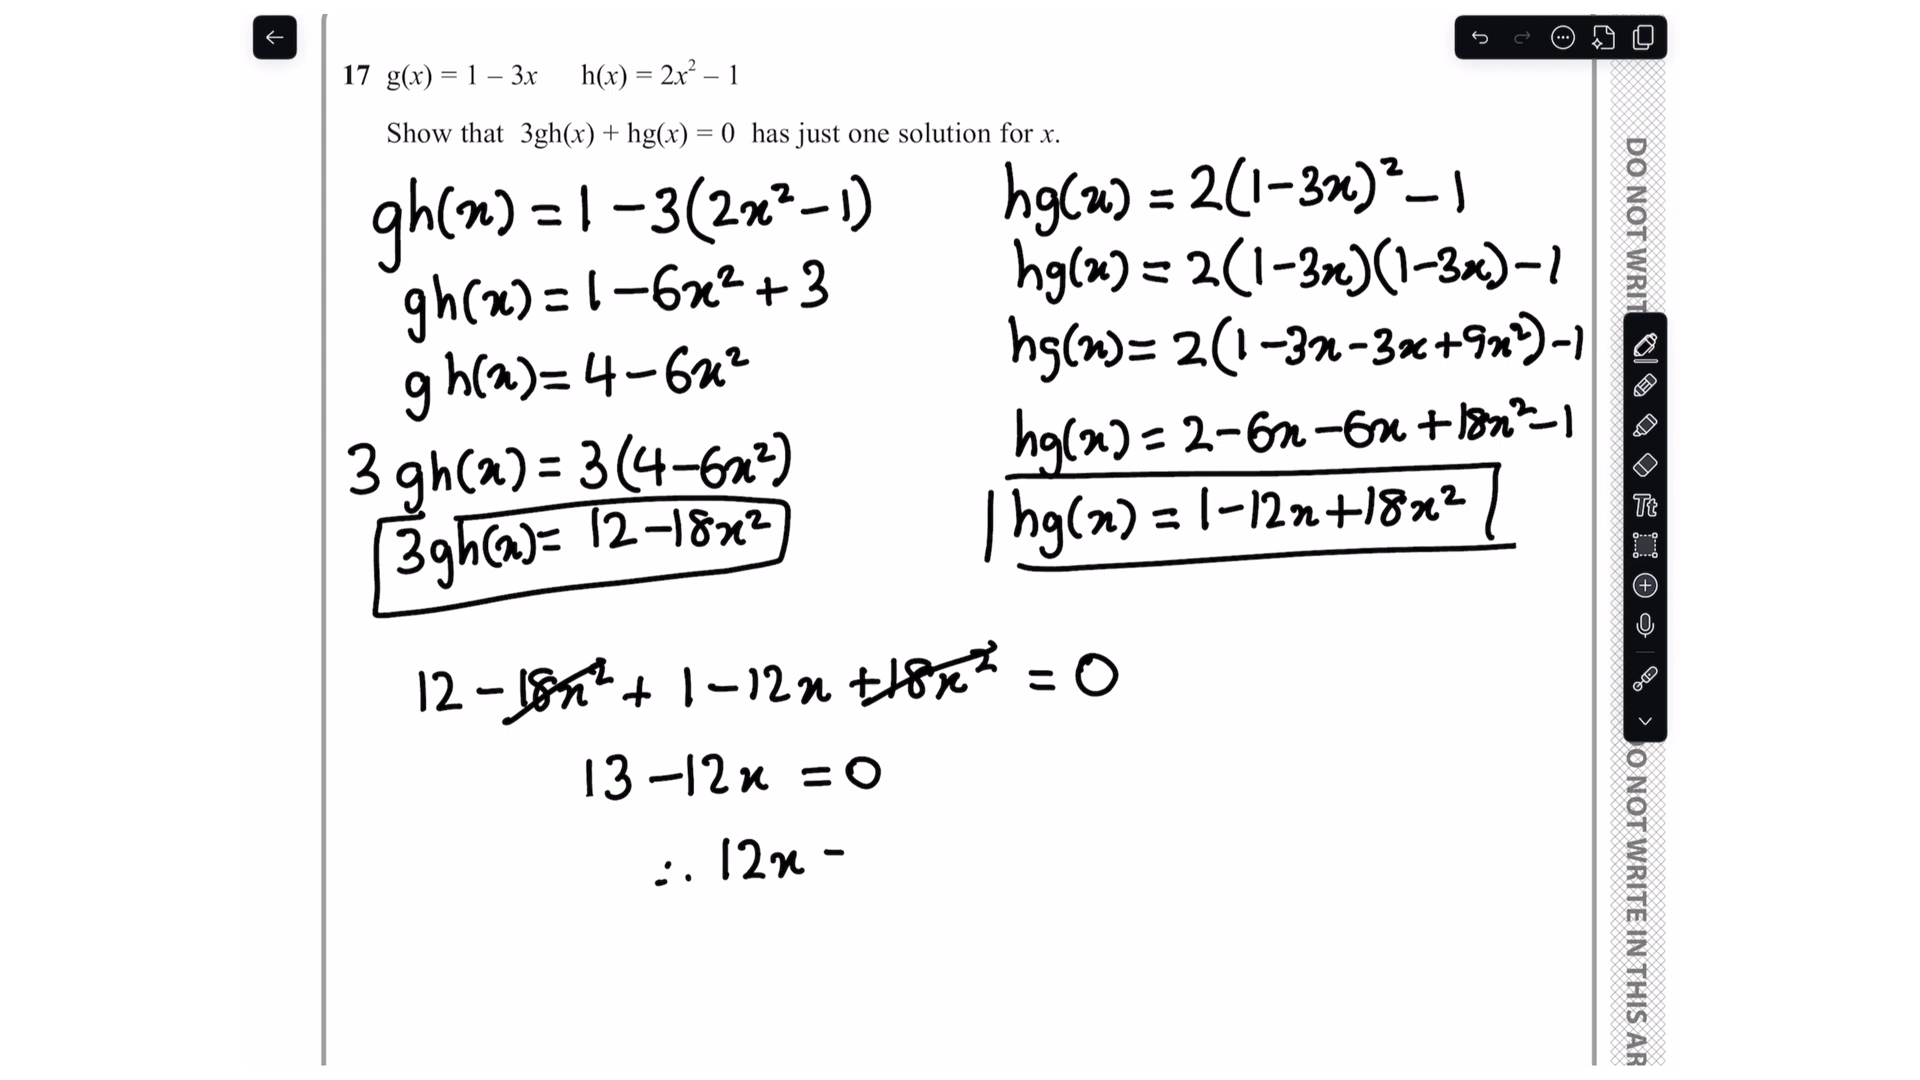 17 g(x) = 1 – 3x h(x) = 2x² – 1
Show that 3gh(x) + hg(x) = 0 has just one solution for x.
gh(x) = 1 - 3(2x² - 1)
gh(x) = 1 - 6x² + 3
gh(x) = 4 - 6x²
3gh(x) = 3(4 - 6x²)
3gh(x) = 12 - 18x²
hg(x) = 2(1 - 3x)² - 1
hg(x) = 2(1 - 3x)(1 - 3x) - 1
hg(x) = 2(1 - 3x - 3x + 9x²) - 1
hg(x) = 2 - 6x - 6x + 18x² - 1
hg(x) = 1 - 12x + 18x²
12 - 18x² + 1 - 12x + 18x² = 0
13 - 12x = 0
∴ 12x -
DO NOT WRIT
DO NOT WRITE IN THIS AR
Tt